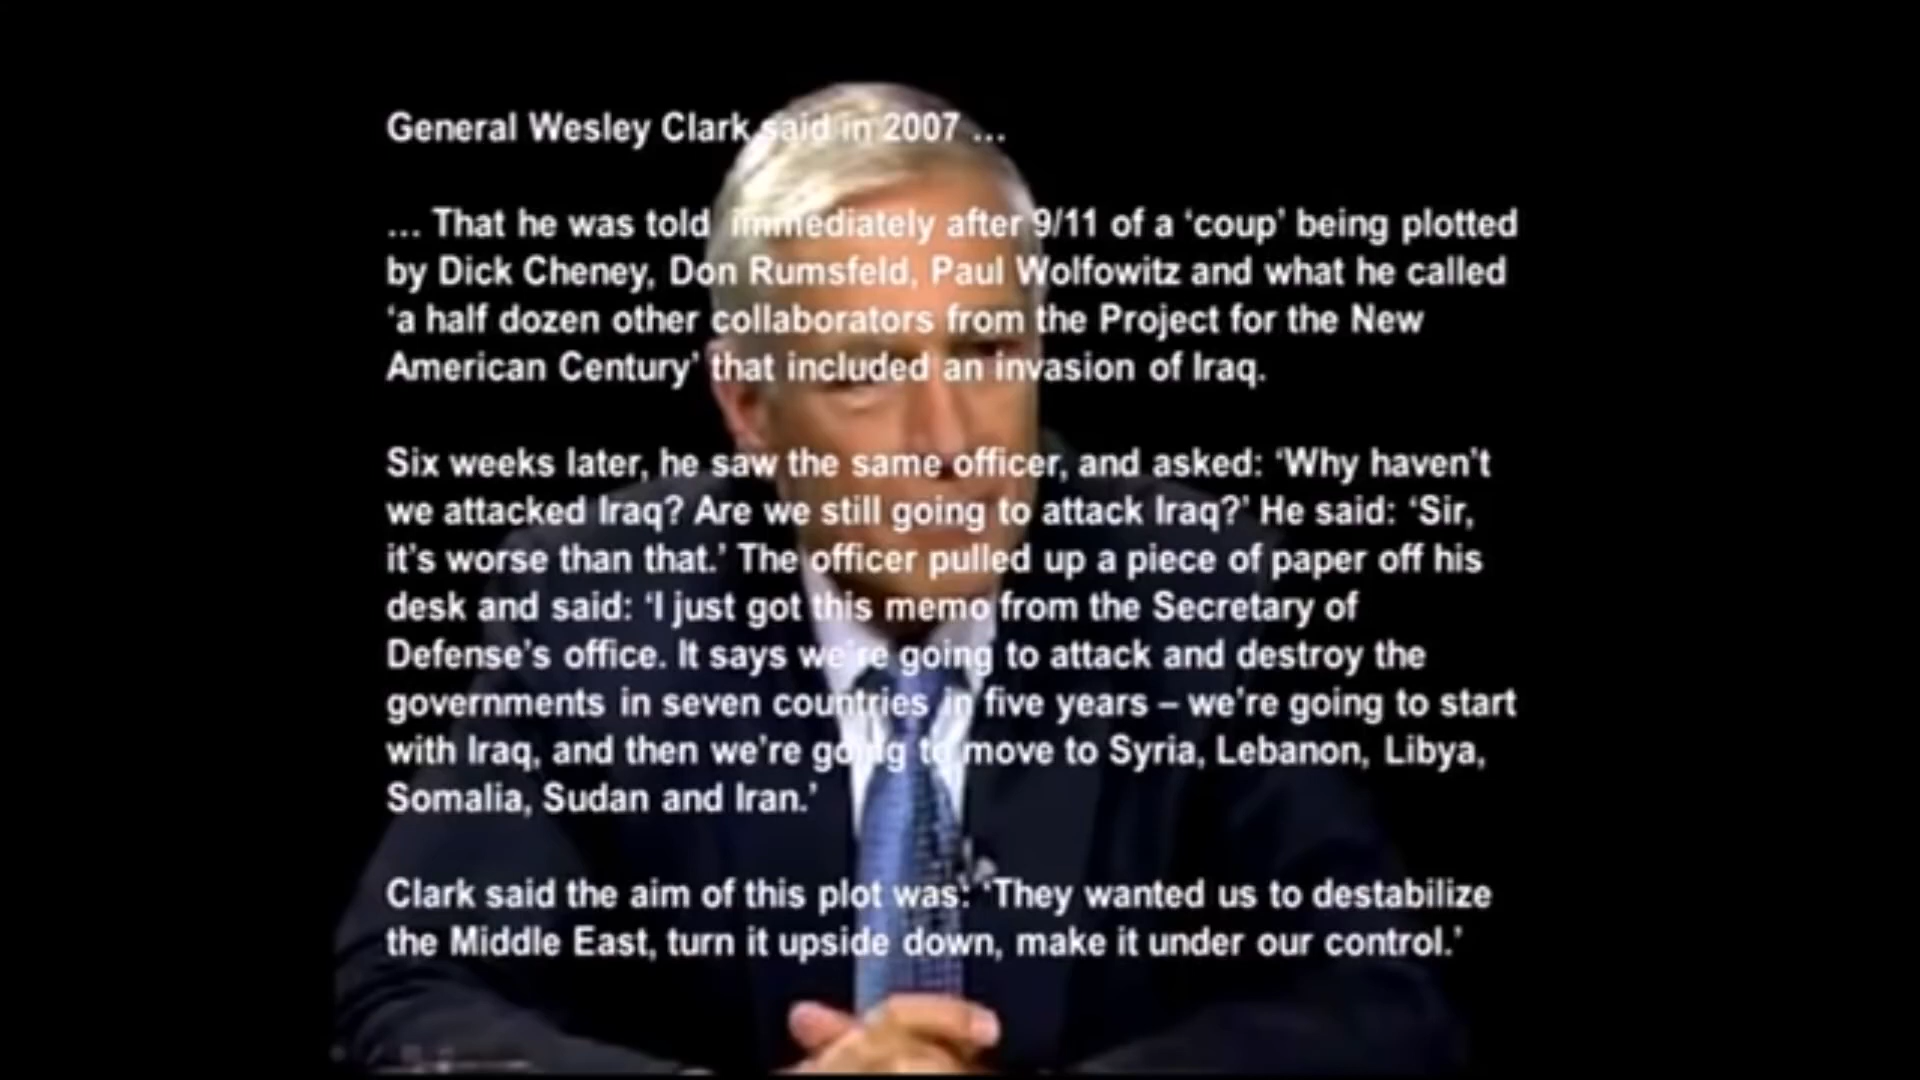 General Wesley Clark said in 2007 ...
... That he was told immediately after 9/11 of a ‘coup’ being plotted
by Dick Cheney, Don Rumsfeld, Paul Wolfowitz and what he called
‘a half dozen other collaborators from the Project for the New
American Century’ that included an invasion of Iraq.
Six weeks later, he saw the same officer, and asked: ‘Why haven’t
we attacked Iraq? Are we still going to attack Iraq?’ He said: ‘Sir,
it’s worse than that.’ The officer pulled up a piece of paper off his
desk and said: ‘I just got this memo from the Secretary of
Defense’s office. It says we’re going to attack and destroy the
governments in seven countries in five years – we’re going to start
with Iraq, and then we’re going to move to Syria, Lebanon, Libya,
Somalia, Sudan and Iran.’
Clark said the aim of this plot was: ‘They wanted us to destabilize
the Middle East, turn it upside down, make it under our control.’